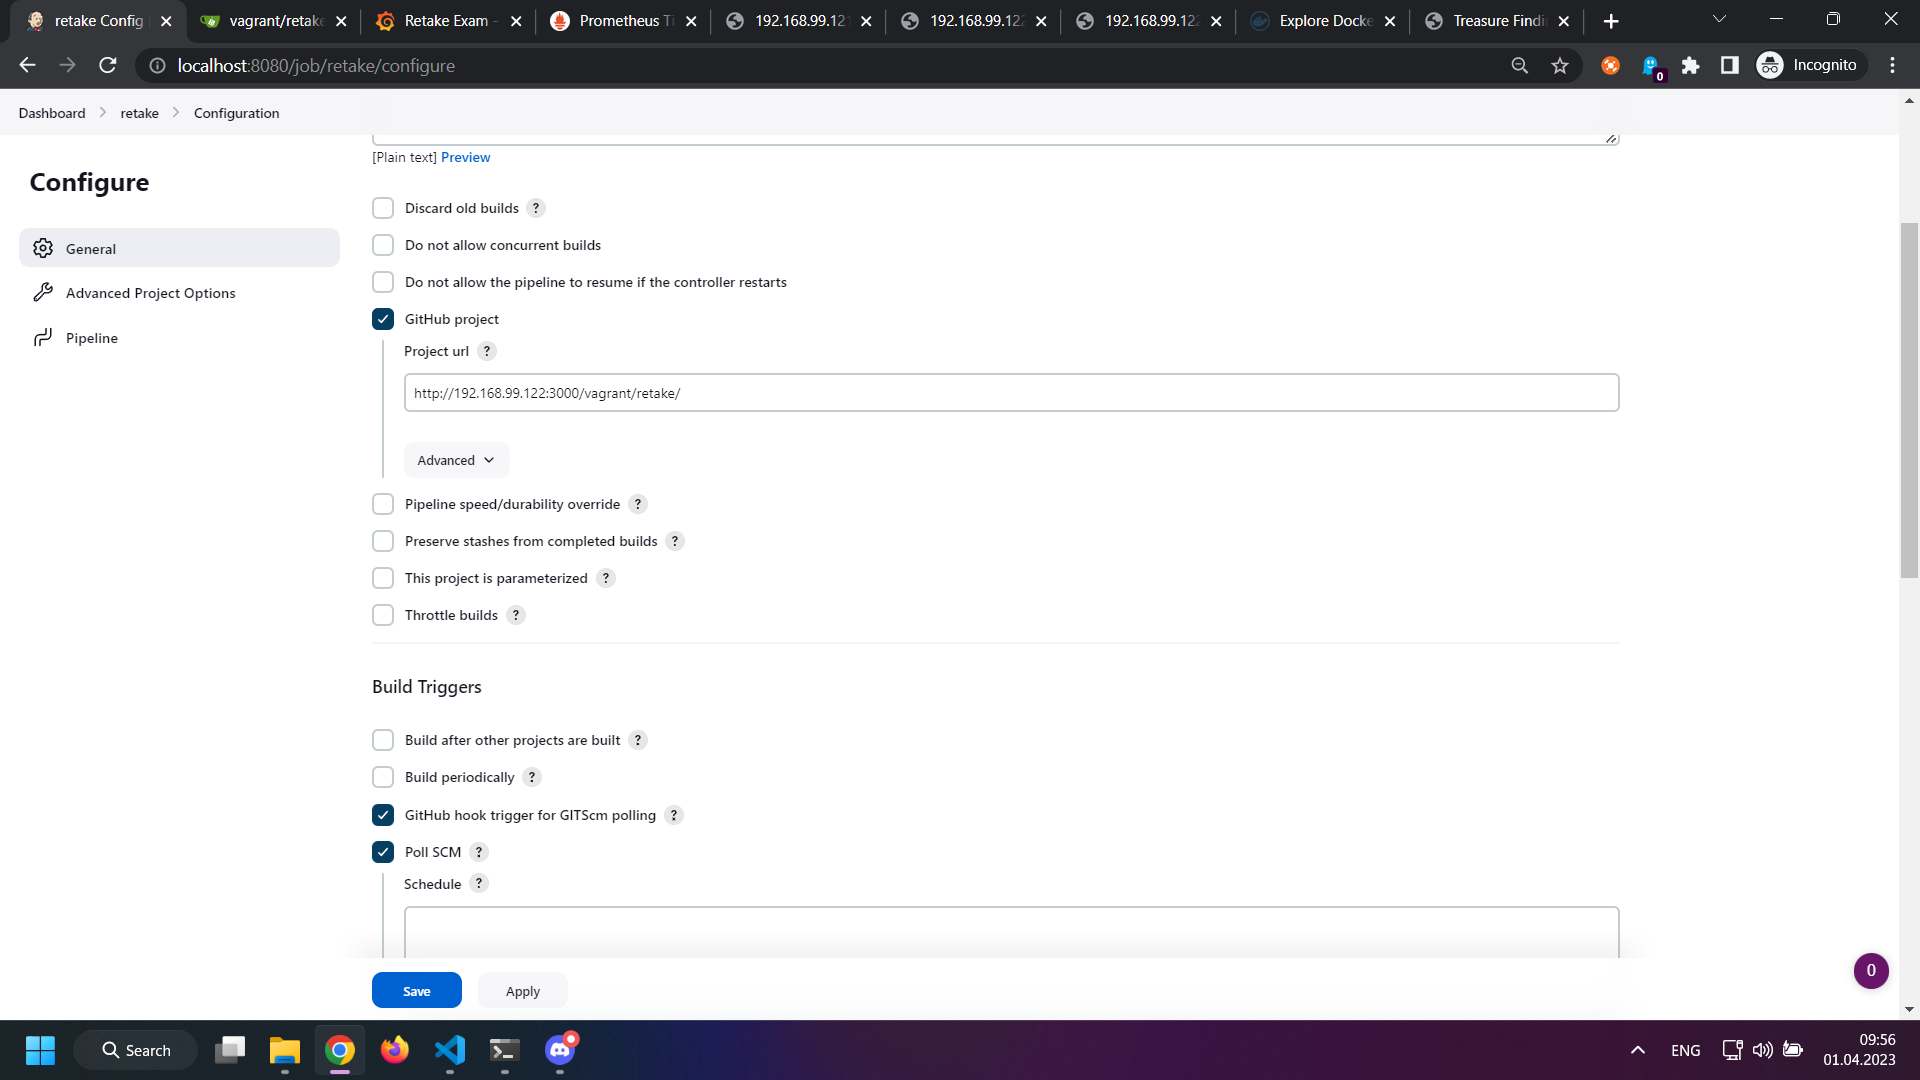 retake Config
vagrant/retake
Retake Exam -
Prometheus Ti
192.168.99.121
192.168.99.122
192.168.99.122
Explore Docke
Treasure Findi
localhost:8080/job/retake/configure
0
Incognito
Dashboard
retake
Configuration
Configure
General
Advanced Project Options
Pipeline
[Plain text] Preview
Discard old builds ?
Do not allow concurrent builds
Do not allow the pipeline to resume if the controller restarts
GitHub project
Project url ?
http://192.168.99.122:3000/vagrant/retake/
Advanced
Pipeline speed/durability override ?
Preserve stashes from completed builds ?
This project is parameterized ?
Throttle builds ?
Build Triggers
Build after other projects are built ?
Build periodically ?
GitHub hook trigger for GITScm polling ?
Poll SCM ?
Schedule ?
Save
Apply
0
Search
ENG
09:56
01.04.2023